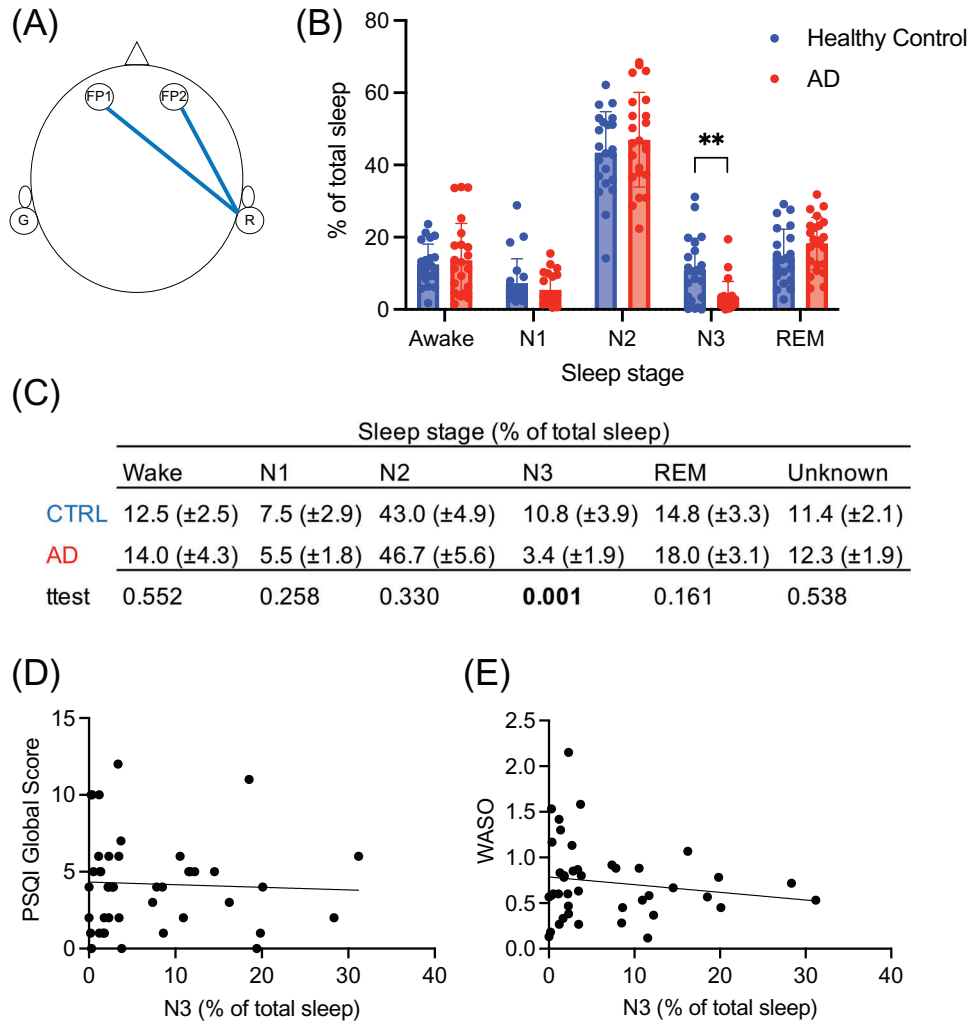 (A)
FP1 FP2
G R
(B)
80
60
40
20
0
% of total sleep
Healthy Control
AD
**
Awake N1 N2 N3 REM
Sleep stage
(C)
Sleep stage (% of total sleep)
Wake N1 N2 N3 REM Unknown
CTRL 12.5 (±2.5) 7.5 (±2.9) 43.0 (±4.9) 10.8 (±3.9) 14.8 (±3.3) 11.4 (±2.1)
AD 14.0 (±4.3) 5.5 (±1.8) 46.7 (±5.6) 3.4 (±1.9) 18.0 (±3.1) 12.3 (±1.9)
ttest 0.552 0.258 0.330 0.001 0.161 0.538
(D)
15
10
5
0
PSQI Global Score
0 10 20 30 40
N3 (% of total sleep)
(E)
2.5
2.0
1.5
1.0
0.5
0.0
WASO
0 10 20 30 40
N3 (% of total sleep)